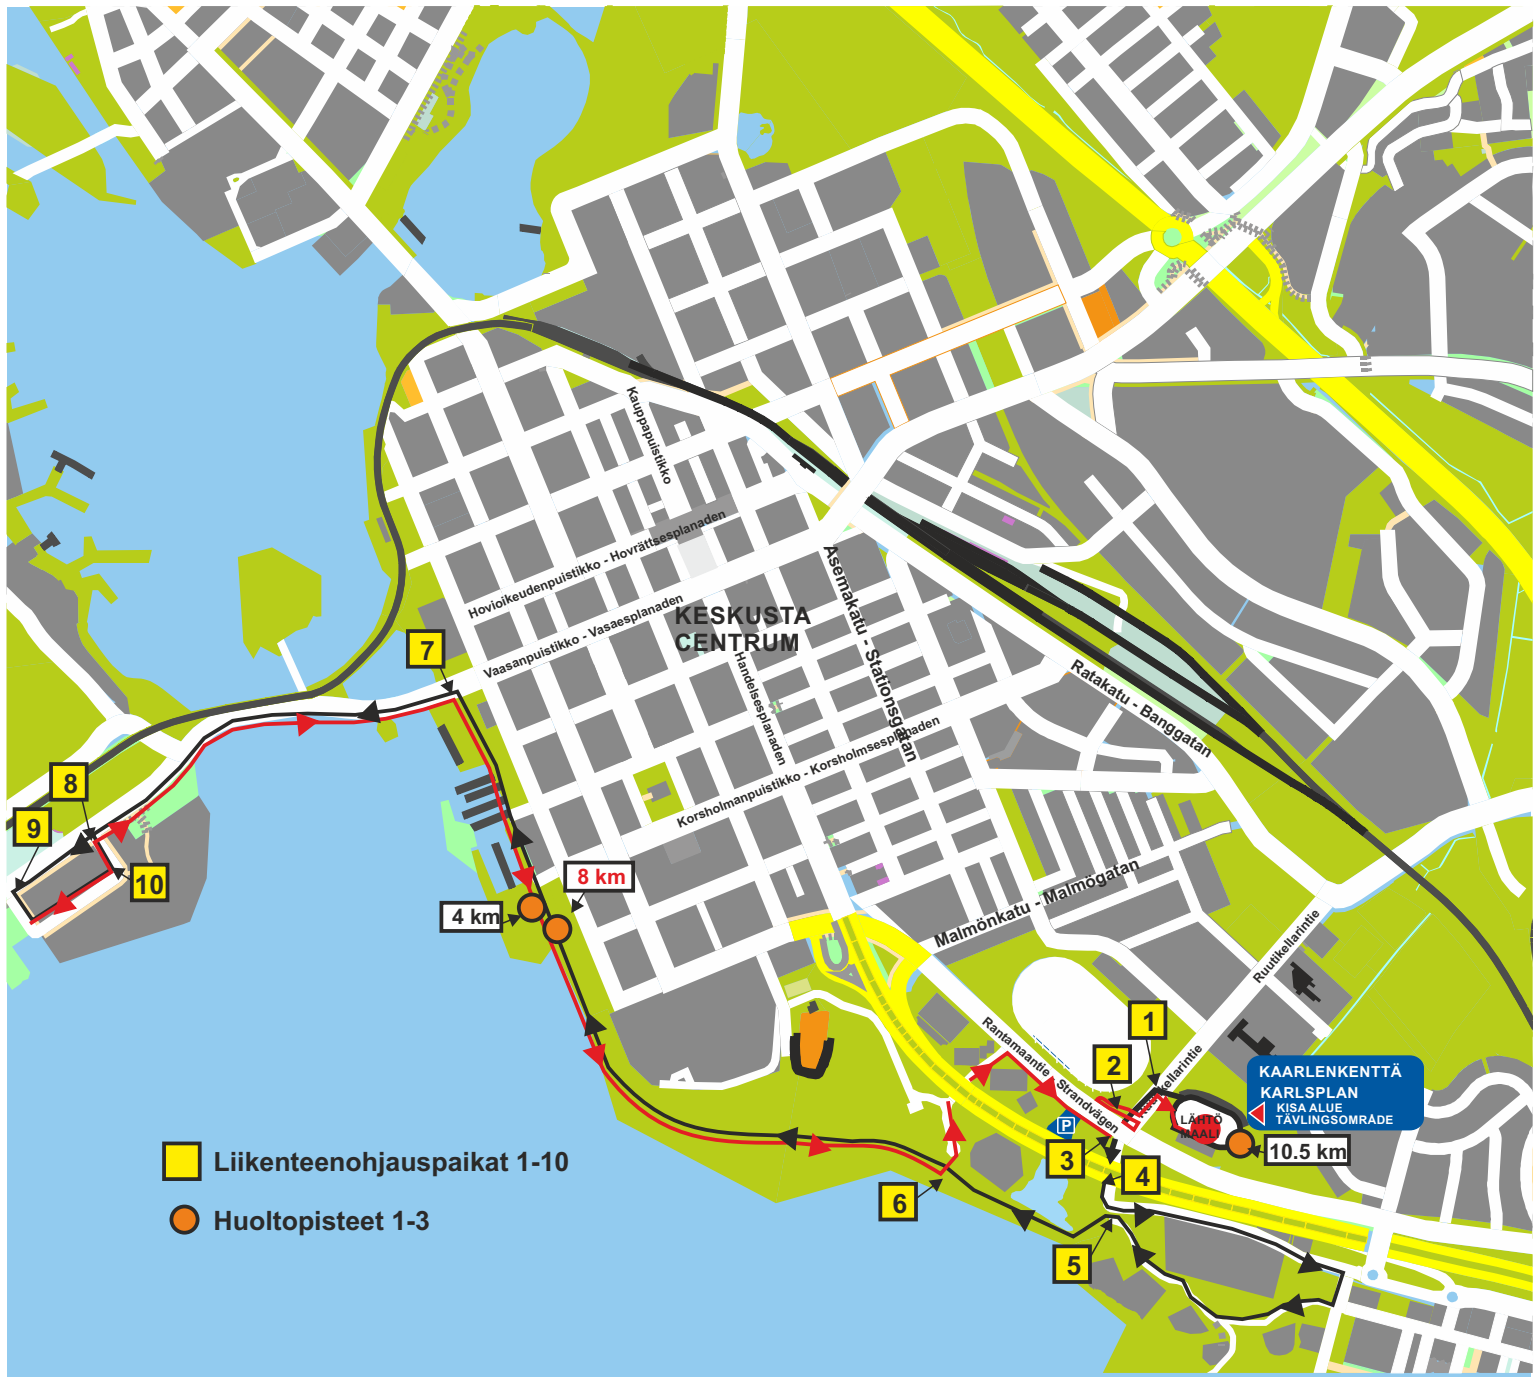 Kauppapuistikko
Hovioikeudenpuistikko - Hovrättsesplanaden
Vaasanpuistikko - Vasaesplanaden
KESKUSTA
CENTRUM
Asemakatu - Stationsgatan
Handelsesplanaden
Ratakatu - Banggatan
Korsholmanpuistikko - Korsholmsesplanaden
7
8
9
10
8 km
4 km
Malmönkatu - Malmögatan
Ruutikellarintie
Rantamaantie - Strandvägen
1
2
Ruutikellarintie
KAARLENKENTTÄ
KARLSPLAN
KISA ALUE
TÄVLINGSOMRÅDE
LÄHTÖ
MAALI
P
10.5 km
3
4
5
6
Liikenteenohjauspaikat 1-10
Huoltopisteet 1-3